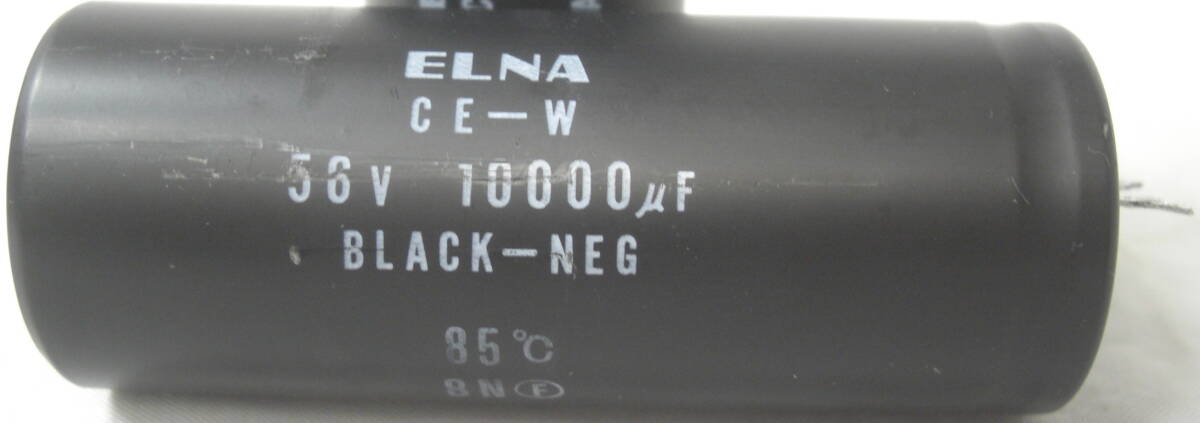 ELNA
CE-W
56V 10000μF
BLACK-NEG
85℃
8N Ⓕ